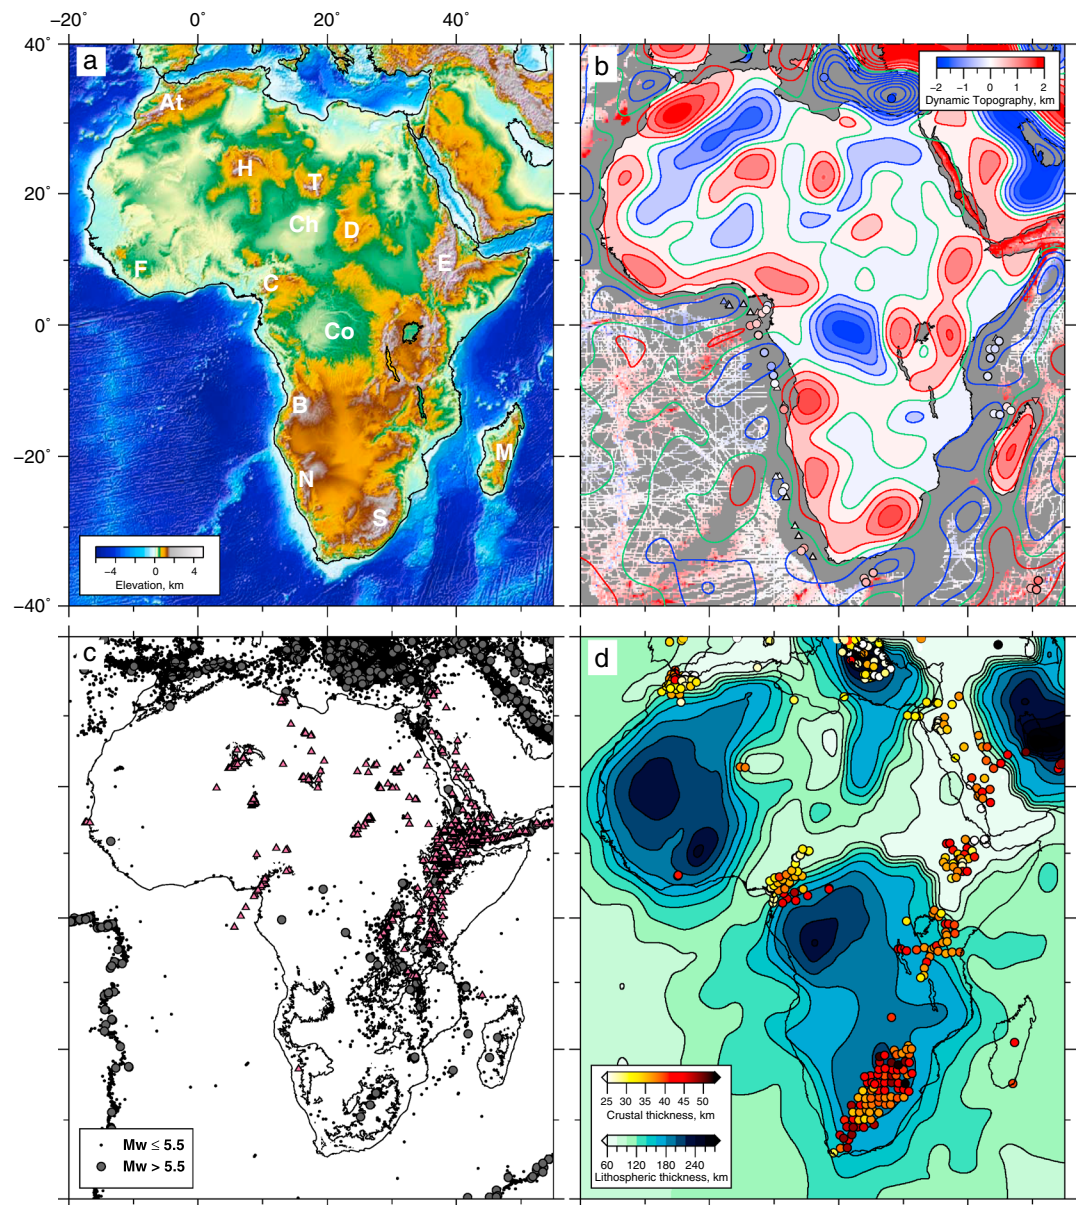 −20° 0° 20° 40°
40°
20°
0°
−20°
−40°
a
At
H
T
Ch
D
E
F
C
Co
B
N
M
S
−4 0 4
Elevation, km
b
−2 −1 0 1 2
Dynamic Topography, km
c
Mw ≤ 5.5
Mw > 5.5
d
25 30 35 40 45 50
Crustal thickness, km
60 120 180 240
Lithospheric thickness, km